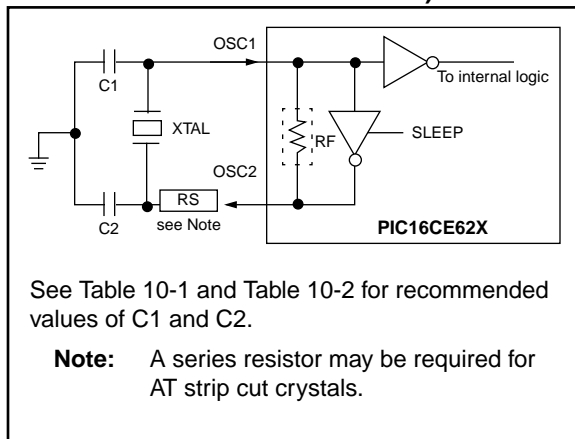 OSC1
C1
To internal logic
XTAL
RF
SLEEP
OSC2
RS
C2
see Note
PIC16CE62X
See Table 10-1 and Table 10-2 for recommended
values of C1 and C2.
Note: A series resistor may be required for
AT strip cut crystals.